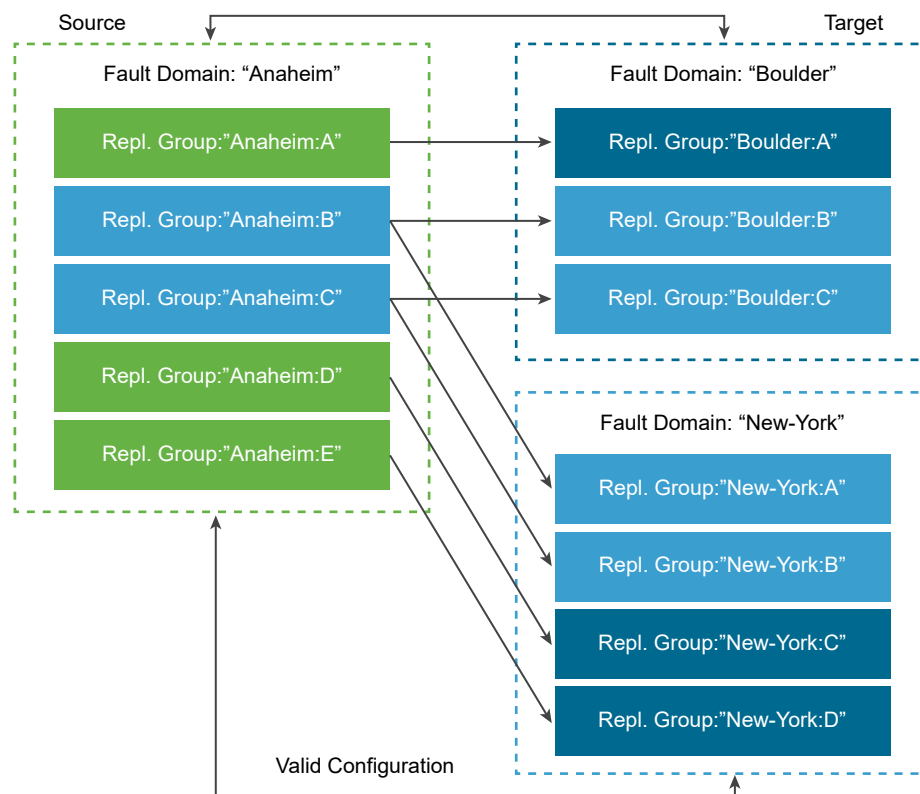 Source
Target
Fault Domain: “Anaheim”
Repl. Group:”Anaheim:A”
Repl. Group:”Anaheim:B”
Repl. Group:”Anaheim:C”
Repl. Group:”Anaheim:D”
Repl. Group:”Anaheim:E”
Fault Domain: “Boulder”
Repl. Group:”Boulder:A”
Repl. Group:”Boulder:B”
Repl. Group:”Boulder:C”
Fault Domain: “New-York”
Repl. Group:”New-York:A”
Repl. Group:”New-York:B”
Repl. Group:”New-York:C”
Repl. Group:”New-York:D”
Valid Configuration